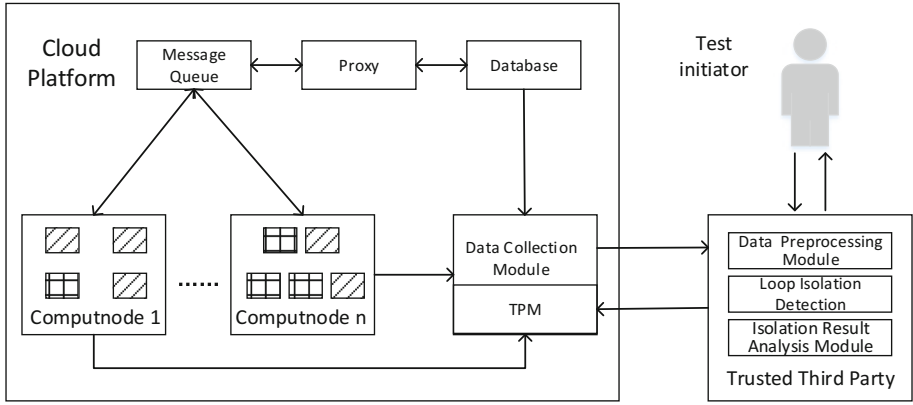 Cloud
Platform
Message
Queue
Proxy
Database
Test
initiator
Computnode 1
......
Computnode n
Data Collection
Module
TPM
Data Preprocessing
Module
Loop Isolation
Detection
Isolation Result
Analysis Module
Trusted Third Party